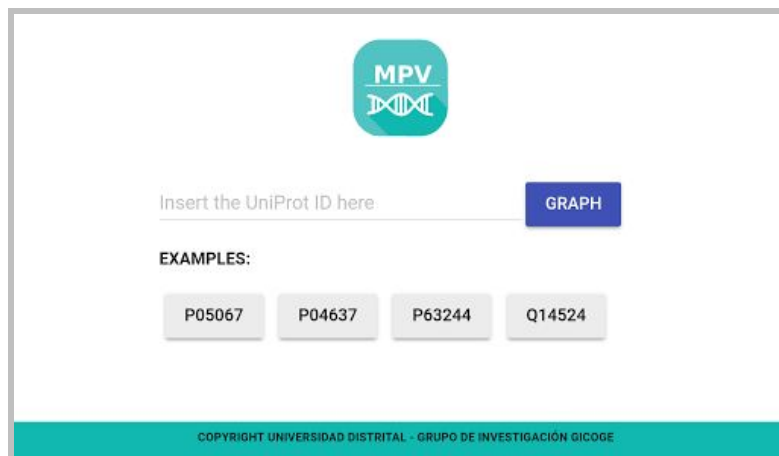 MPV
Insert the UniProt ID here
GRAPH
EXAMPLES:
P05067 P04637 P63244 Q14524
COPYRIGHT UNIVERSIDAD DISTRITAL - GRUPO DE INVESTIGACIÓN GICOGE